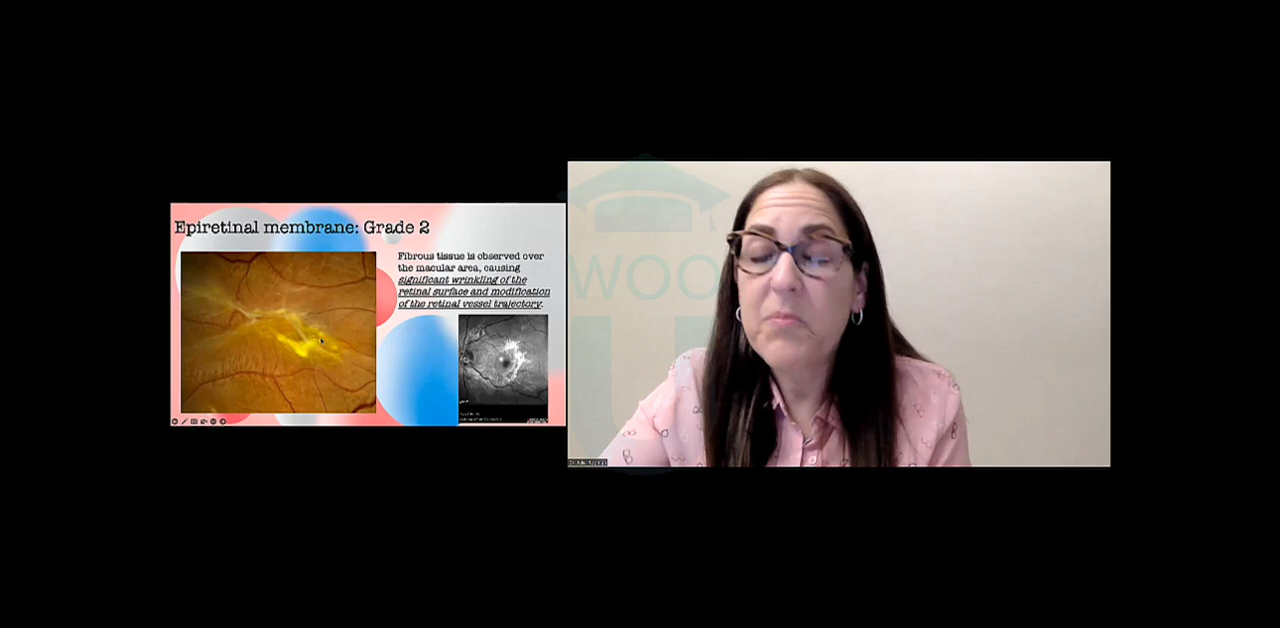 Epiretinal membrane: Grade 2
Fibrous tissue is observed over
the macular area, causing
significant wrinkling of the
retinal surface and modification
of the retinal vessel trajectory.
WOO